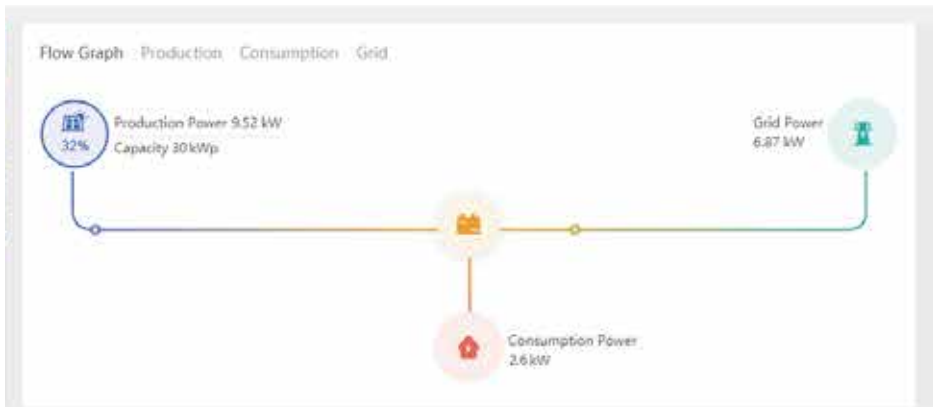 Flow Graph Production Consumption Grid
Production Power 9.52 kW
Capacity 30 kWp
32%
Grid Power
6.87 kW
Consumption Power
2.6 kW